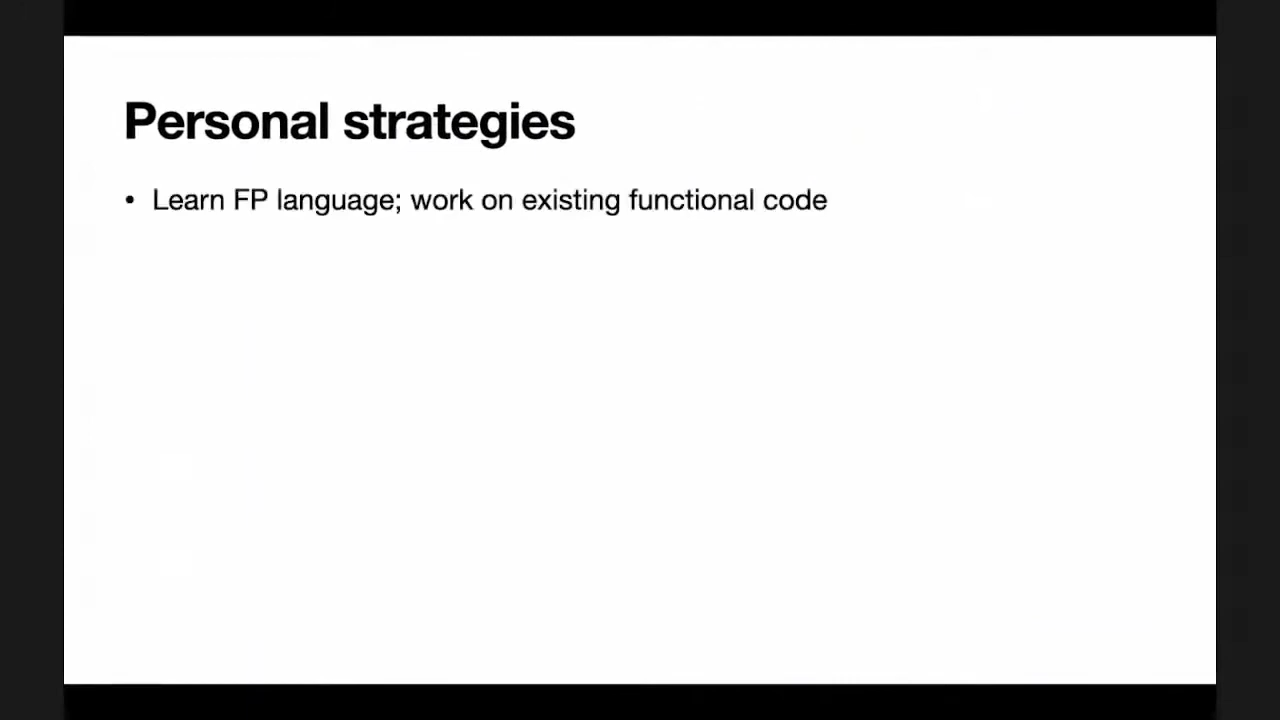 Personal strategies
• Learn FP language; work on existing functional code